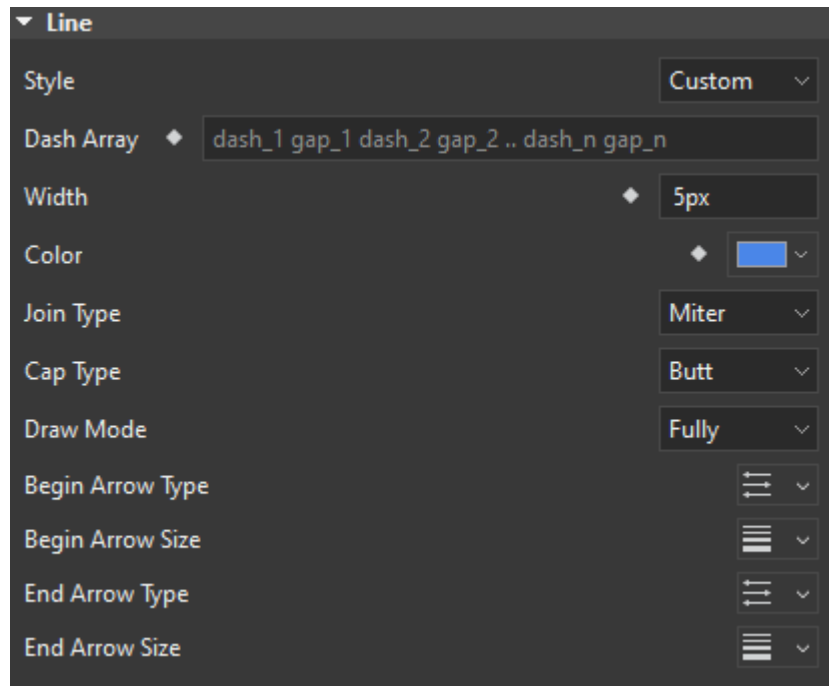 Line
Style Custom
Dash Array dash_1 gap_1 dash_2 gap_2 .. dash_n gap_n
Width 5px
Color
Join Type Miter
Cap Type Butt
Draw Mode Fully
Begin Arrow Type
Begin Arrow Size
End Arrow Type
End Arrow Size